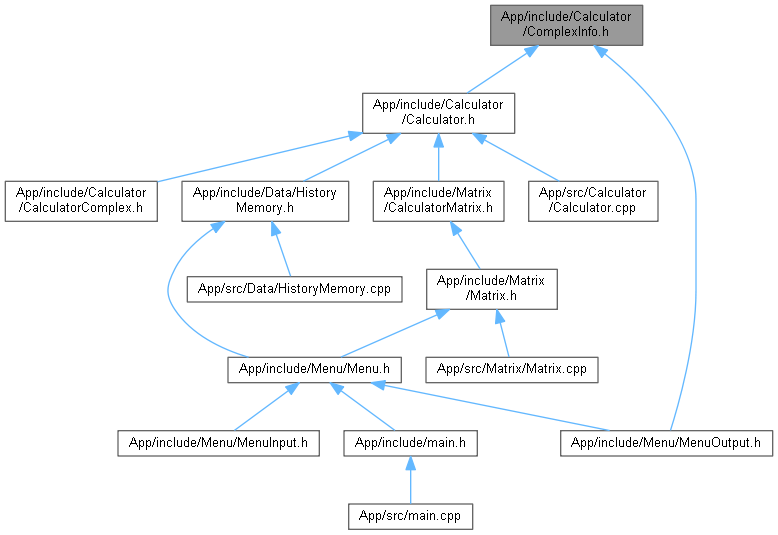 App/include/Calculator
/ComplexInfo.h
App/include/Calculator
/Calculator.h
App/include/Calculator
/CalculatorComplex.h
App/include/Data/History
Memory.h
App/include/Matrix
/CalculatorMatrix.h
App/src/Calculator
/Calculator.cpp
App/src/Data/HistoryMemory.cpp
App/include/Matrix
/Matrix.h
App/include/Menu/Menu.h
App/src/Matrix/Matrix.cpp
App/include/Menu/MenuInput.h
App/include/main.h
App/include/Menu/MenuOutput.h
App/src/main.cpp